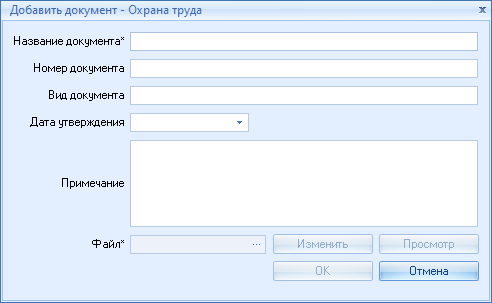 Добавить документ - Охрана труда
Название документа*
Номер документа
Вид документа
Дата утверждения
Примечание
Файл* ... Изменить Просмотр
OK Отмена